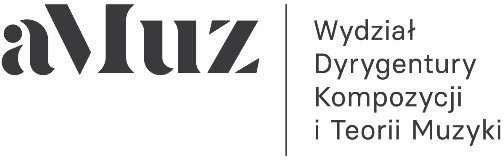 aMuz
Wydział
Dyrygentury
Kompozycji
i Teorii Muzyki